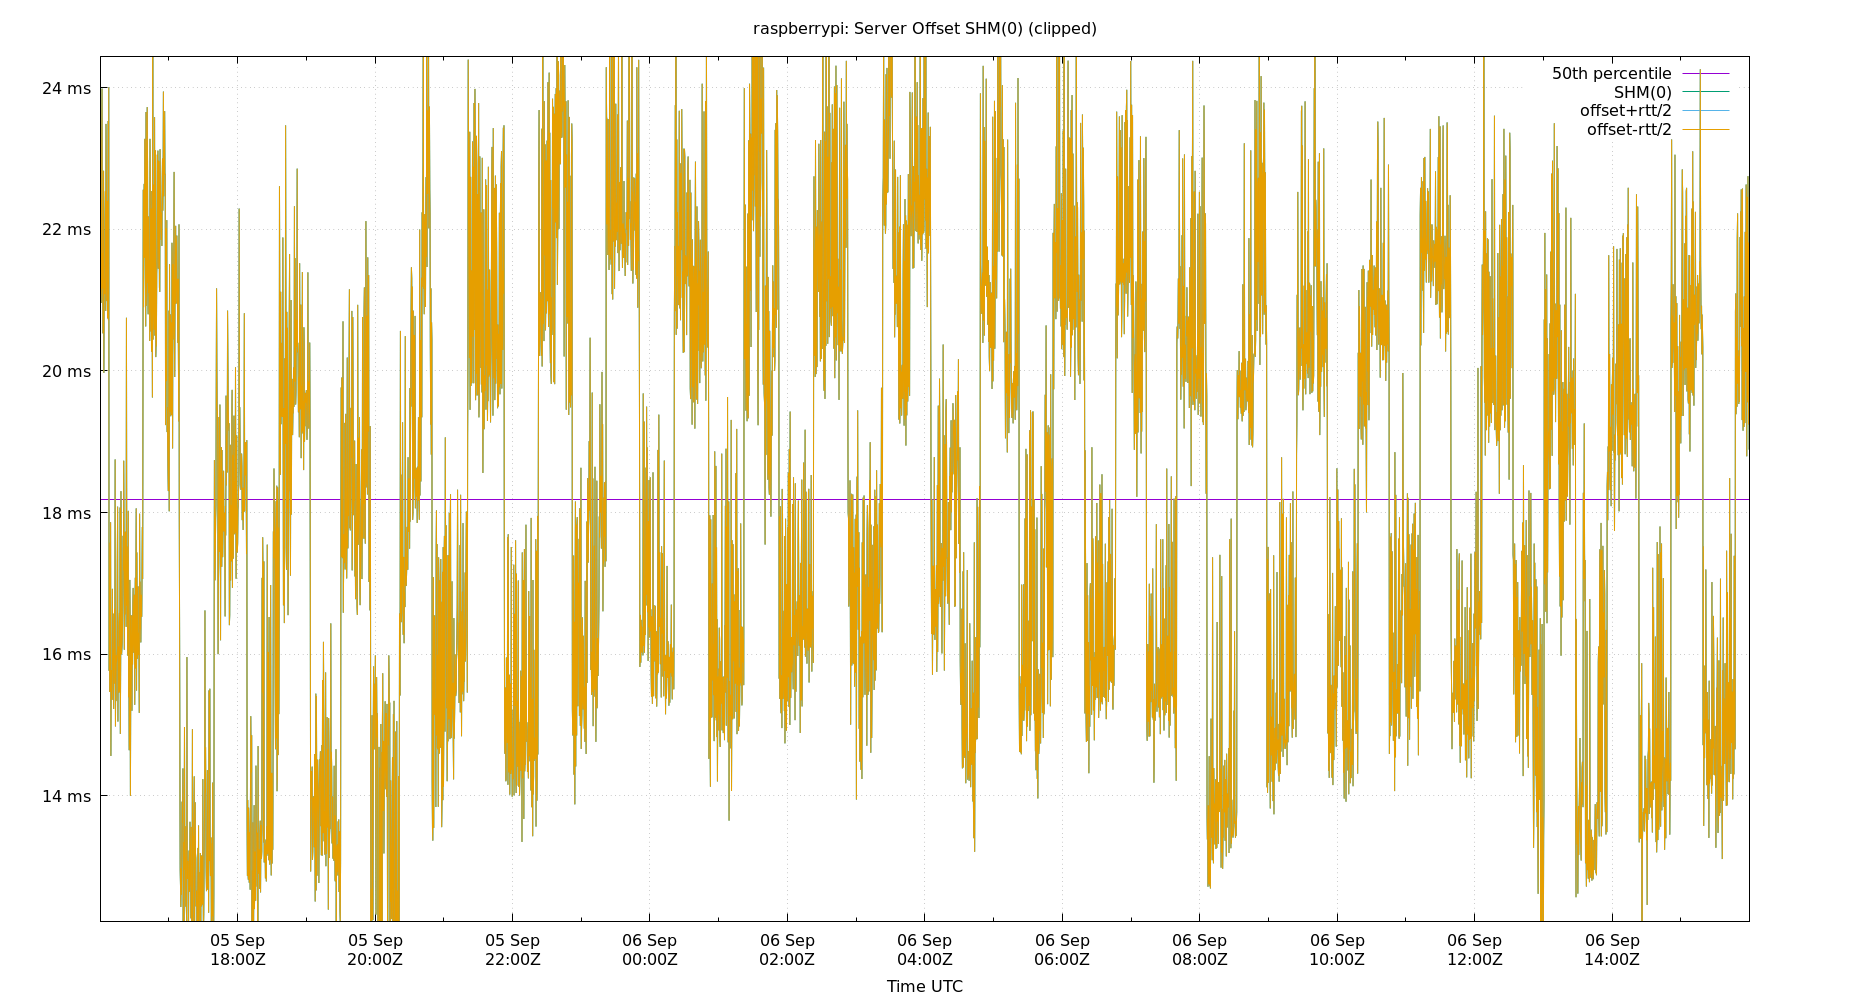 raspberrypi: Server Offset SHM(0) (clipped)
50th percentile
SHM(0)
offset+rtt/2
offset-rtt/2
24 ms
22 ms
20 ms
18 ms
16 ms
14 ms
05 Sep 05 Sep 05 Sep 06 Sep 06 Sep 06 Sep 06 Sep 06 Sep 06 Sep 06 Sep 06 Sep
18:00Z 20:00Z 22:00Z 00:00Z 02:00Z 04:00Z 06:00Z 08:00Z 10:00Z 12:00Z 14:00Z
Time UTC